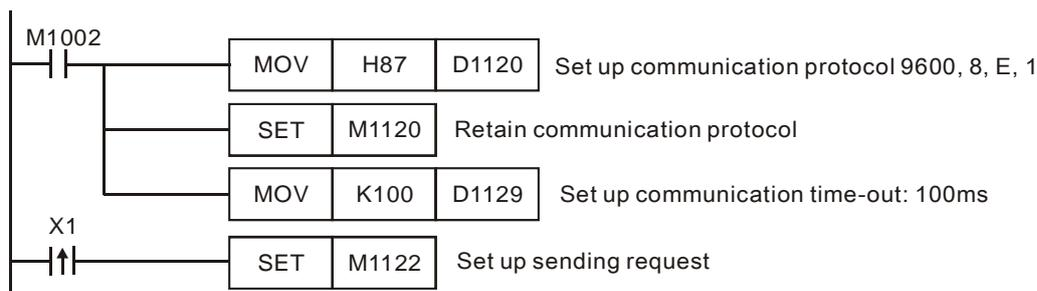 M1002
MOV H87 D1120 Set up communication protocol 9600, 8, E, 1
SET M1120 Retain communication protocol
MOV K100 D1129 Set up communication time-out: 100ms
X1
SET M1122 Set up sending request